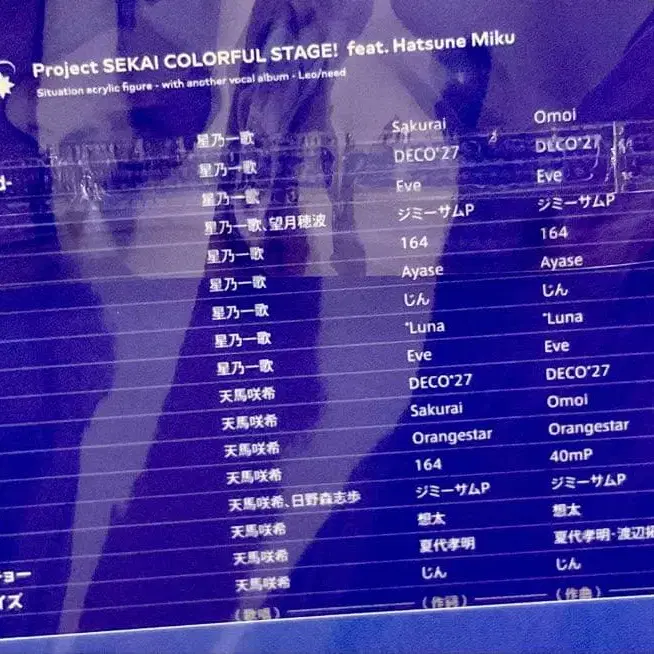 Project SEKAI COLORFUL STAGE! feat. Hatsune Miku
Situation acrylic figure - with another vocal album - Leo/need
星乃一歌 Sakurai Omoi
d- 星乃一歌 DECO*27 DECO*27
星乃一歌 Eve Eve
星乃一歌、望月穂波 ジミーサムP ジミーサムP
星乃一歌 164 164
星乃一歌 Ayase Ayase
星乃一歌 じん じん
星乃一歌 *Luna *Luna
星乃一歌 Eve Eve
天馬咲希 DECO*27 DECO*27
天馬咲希 Sakurai Omoi
天馬咲希 Orangestar Orangestar
天馬咲希 164 40mP
天馬咲希、日野森志歩 ジミーサムP ジミーサムP
天馬咲希 想太 想太
ョー 天馬咲希 夏代孝明 夏代孝明・渡辺拓
イズ 天馬咲希 じん じん
(歌唱) (作詞) (作曲)